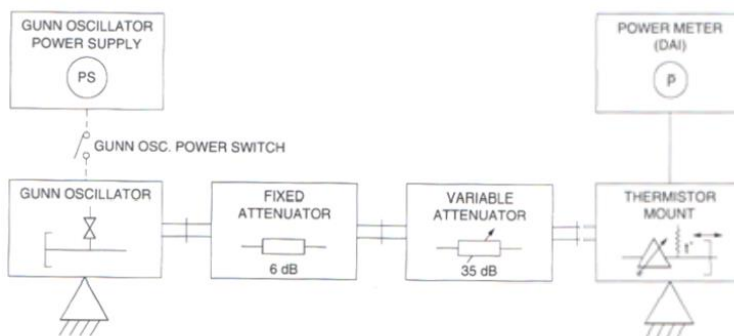 GUNN OSCILLATOR
POWER SUPPLY
PS
POWER METER
(DAI)
P
GUNN OSC. POWER SWITCH
GUNN OSCILLATOR
FIXED
ATTENUATOR
6 dB
VARIABLE
ATTENUATOR
35 dB
THERMISTOR
MOUNT
t°